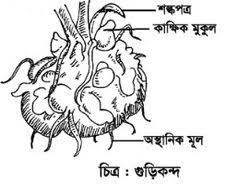 শল্কপত্র
কাক্ষিক মুকুল
অস্থানিক মূল
চিত্র : গুড়িকন্দ